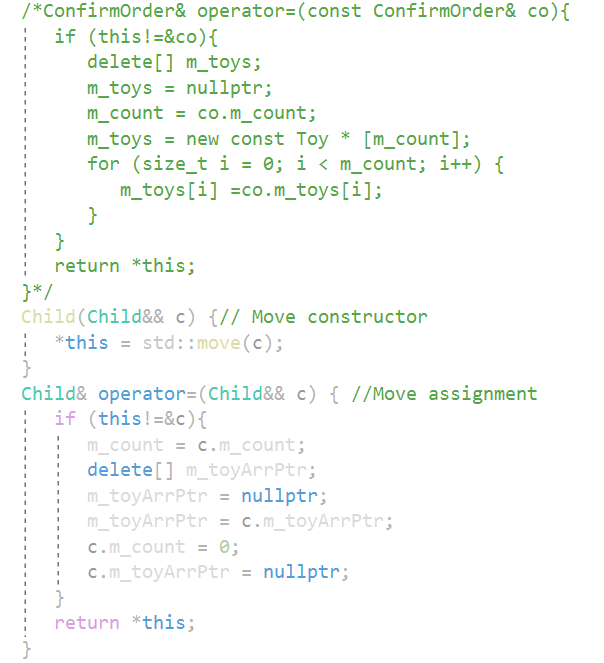 /*ConfirmOrder& operator=(const ConfirmOrder& co){
if (this!=&co){
delete[] m_toys;
m_toys = nullptr;
m_count = co.m_count;
m_toys = new const Toy * [m_count];
for (size_t i = 0; i < m_count; i++) {
m_toys[i] =co.m_toys[i];
}
}
return *this;
}*/
Child(Child&& c) {// Move constructor
*this = std::move(c);
}
Child& operator=(Child&& c) { //Move assignment
if (this!=&c){
m_count = c.m_count;
delete[] m_toyArrPtr;
m_toyArrPtr = nullptr;
m_toyArrPtr = c.m_toyArrPtr;
c.m_count = 0;
c.m_toyArrPtr = nullptr;
}
return *this;
}